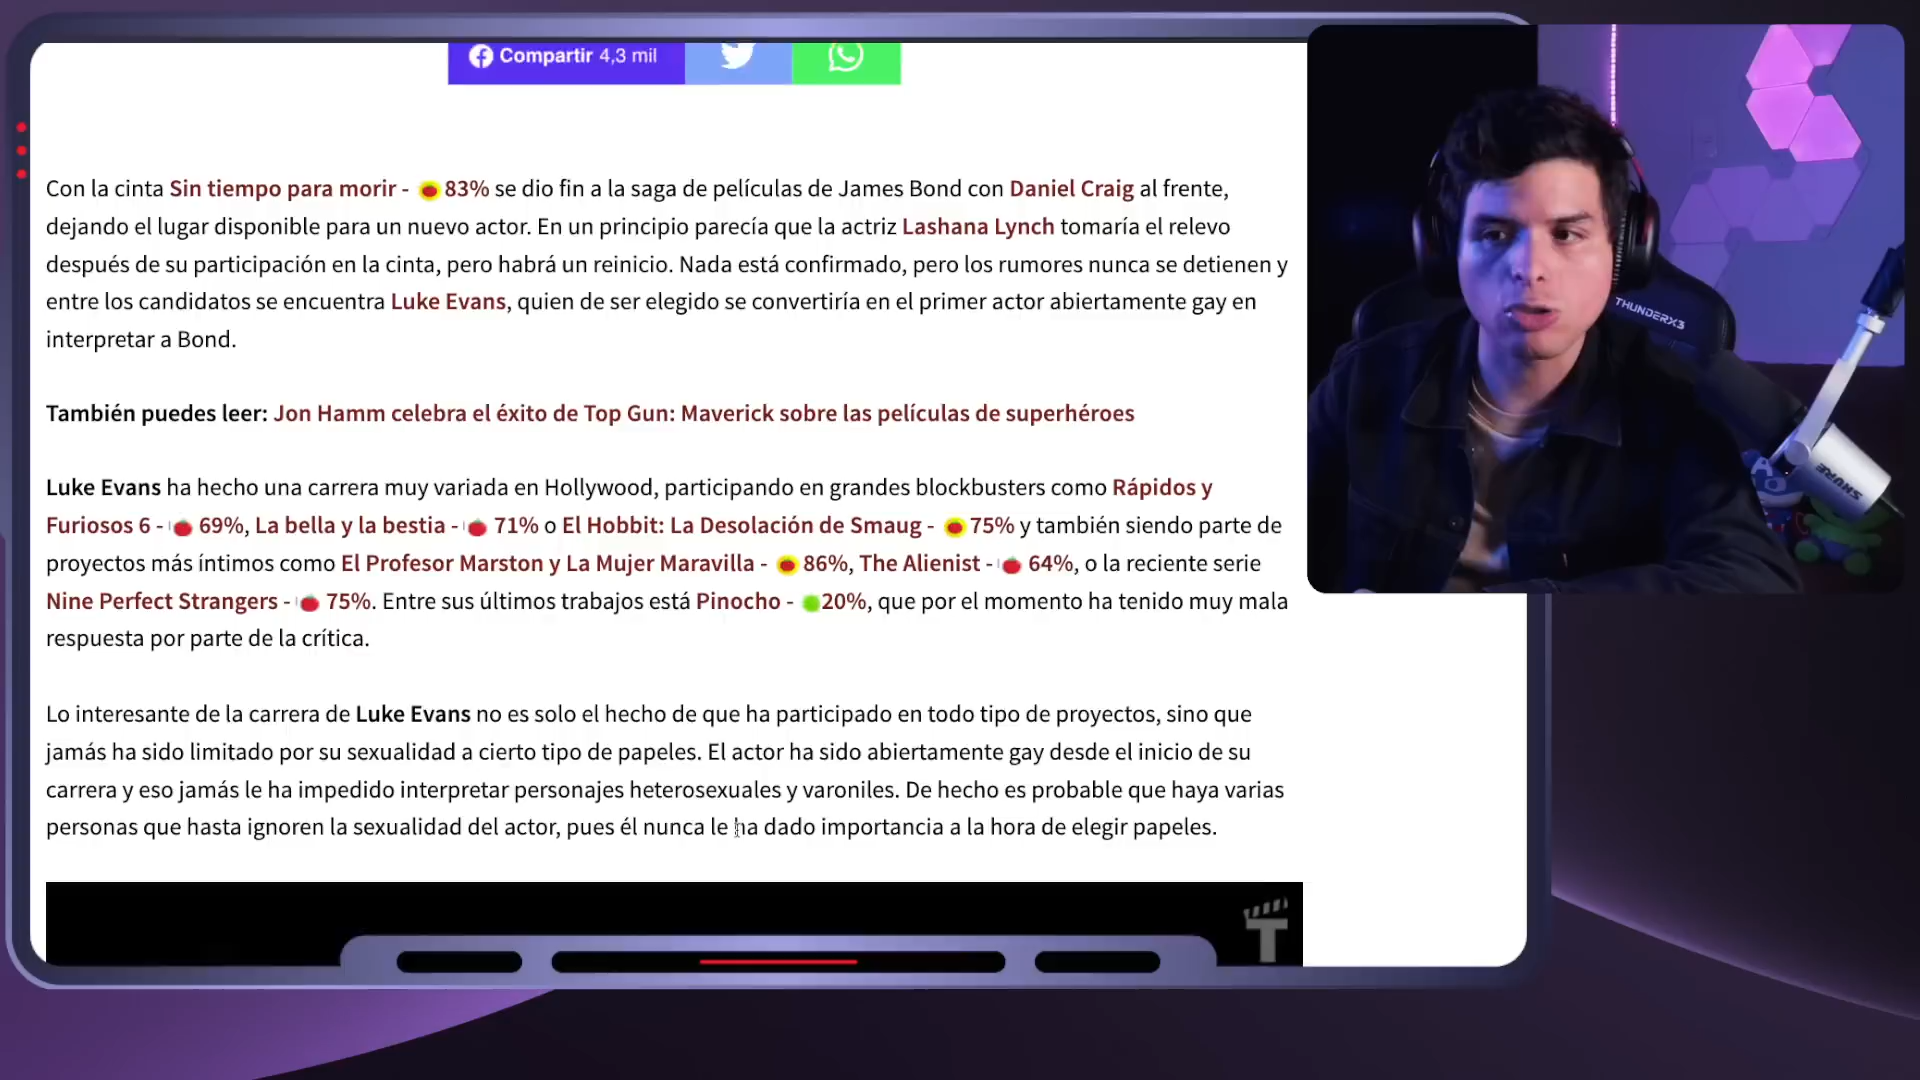 Compartir 4,3 mil
Con la cinta Sin tiempo para morir - 83% se dio fin a la saga de películas de James Bond con Daniel Craig al frente,
dejando el lugar disponible para un nuevo actor. En un principio parecía que la actriz Lashana Lynch tomaría el relevo
después de su participación en la cinta, pero habrá un reinicio. Nada está confirmado, pero los rumores nunca se detienen y
entre los candidatos se encuentra Luke Evans, quien de ser elegido se convertiría en el primer actor abiertamente gay en
interpretar a Bond.
También puedes leer: Jon Hamm celebra el éxito de Top Gun: Maverick sobre las películas de superhéroes
Luke Evans ha hecho una carrera muy variada en Hollywood, participando en grandes blockbusters como Rápidos y
Furiosos 6 - 69%, La bella y la bestia - 71% o El Hobbit: La Desolación de Smaug - 75% y también siendo parte de
proyectos más íntimos como El Profesor Marston y La Mujer Maravilla - 86%, The Alienist - 64%, o la reciente serie
Nine Perfect Strangers - 75%. Entre sus últimos trabajos está Pinocho - 20%, que por el momento ha tenido muy mala
respuesta por parte de la crítica.
Lo interesante de la carrera de Luke Evans no es solo el hecho de que ha participado en todo tipo de proyectos, sino que
jamás ha sido limitado por su sexualidad a cierto tipo de papeles. El actor ha sido abiertamente gay desde el inicio de su
carrera y eso jamás le ha impedido interpretar personajes heterosexuales y varoniles. De hecho es probable que haya varias
personas que hasta ignoren la sexualidad del actor, pues él nunca le ha dado importancia a la hora de elegir papeles.
T
THUNDERX3
SHURE